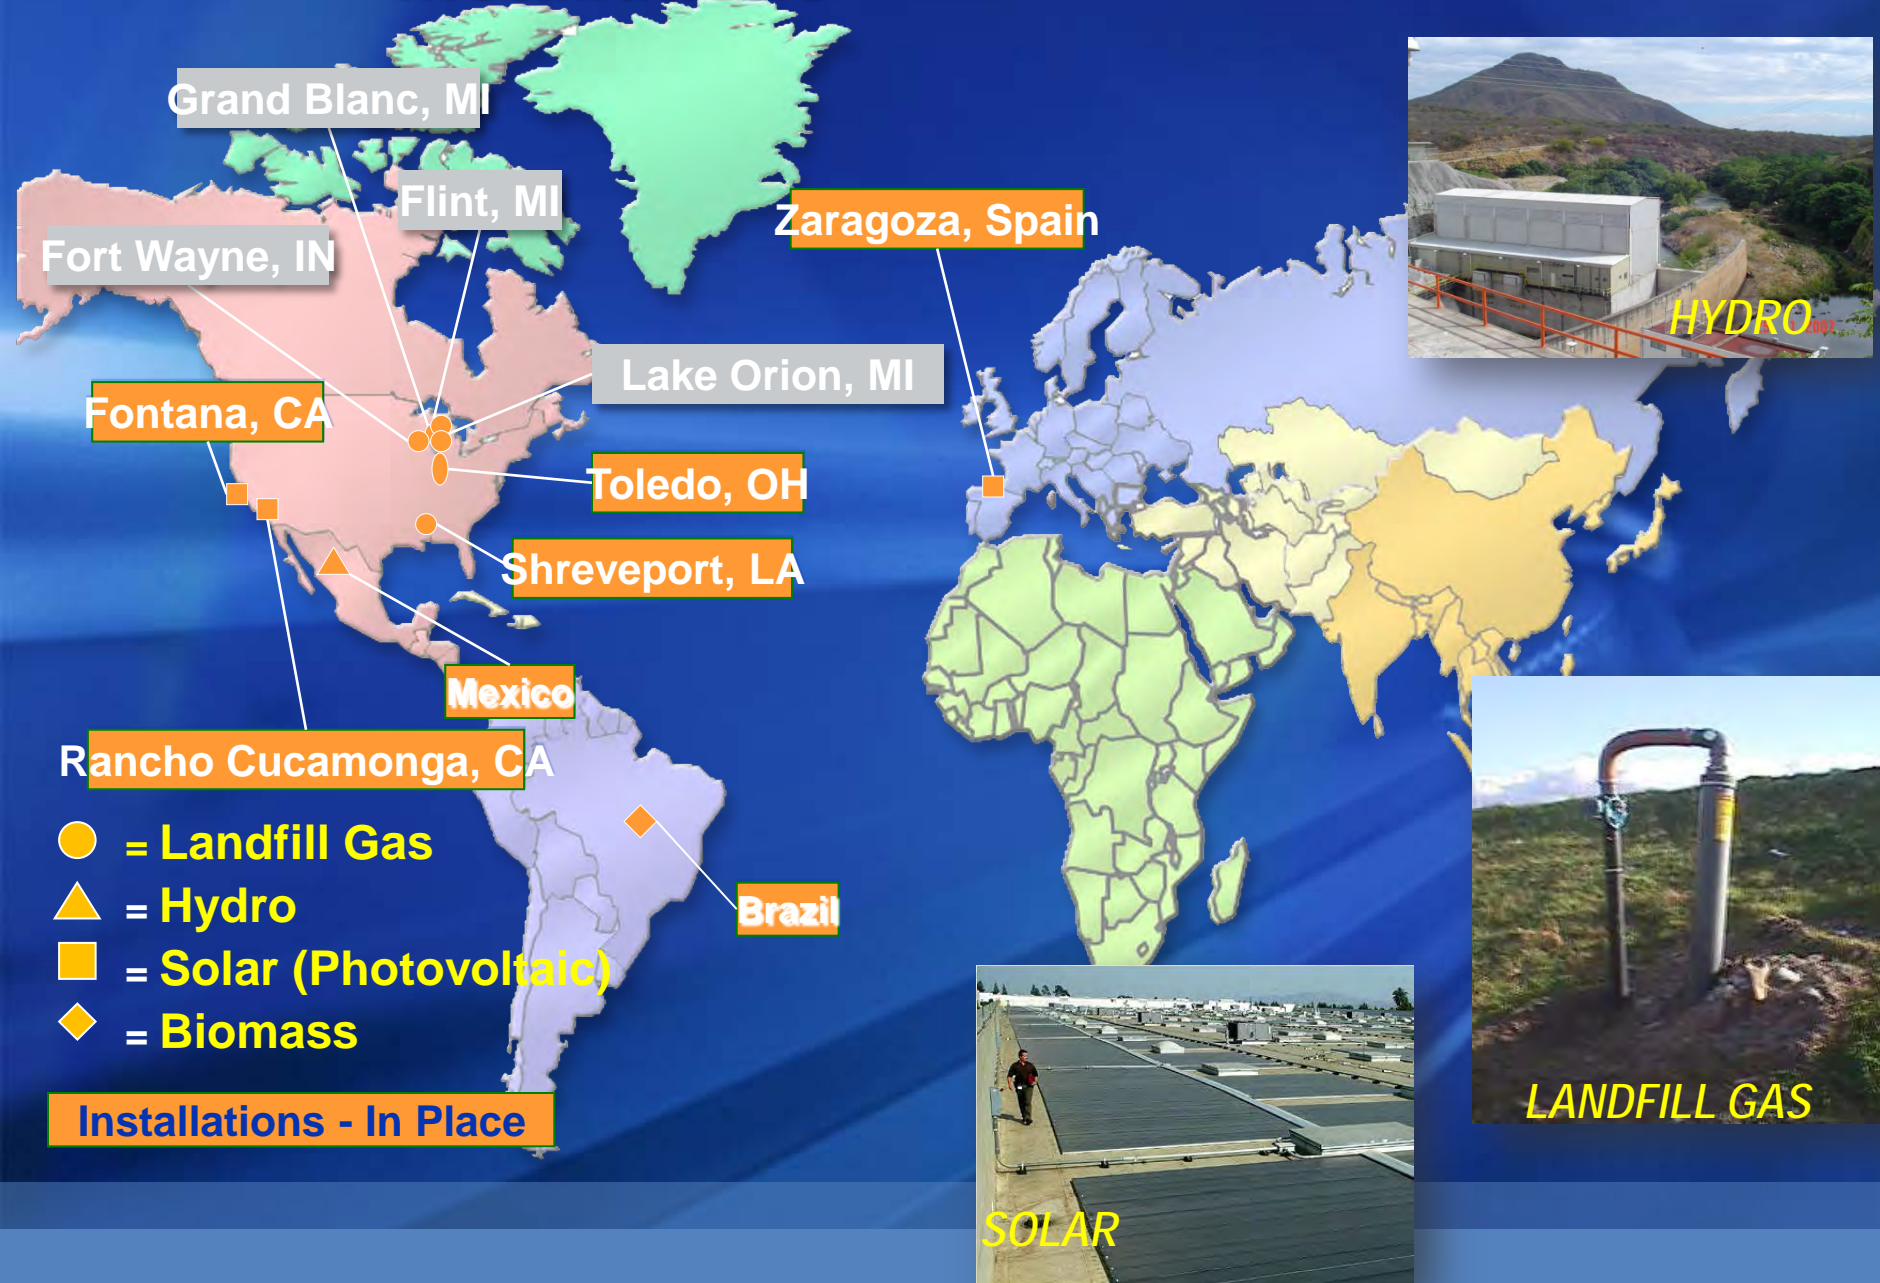 Grand Blanc, MI
Flint, MI
Zaragoza, Spain
Fort Wayne, IN
HYDRO
2007
Lake Orion, MI
Fontana, CA
Toledo, OH
Shreveport, LA
Mexico
Rancho Cucamonga, CA
= Landfill Gas
= Hydro
= Solar (Photovoltaic)
= Biomass
Brazil
Installations - In Place
LANDFILL GAS
SOLAR